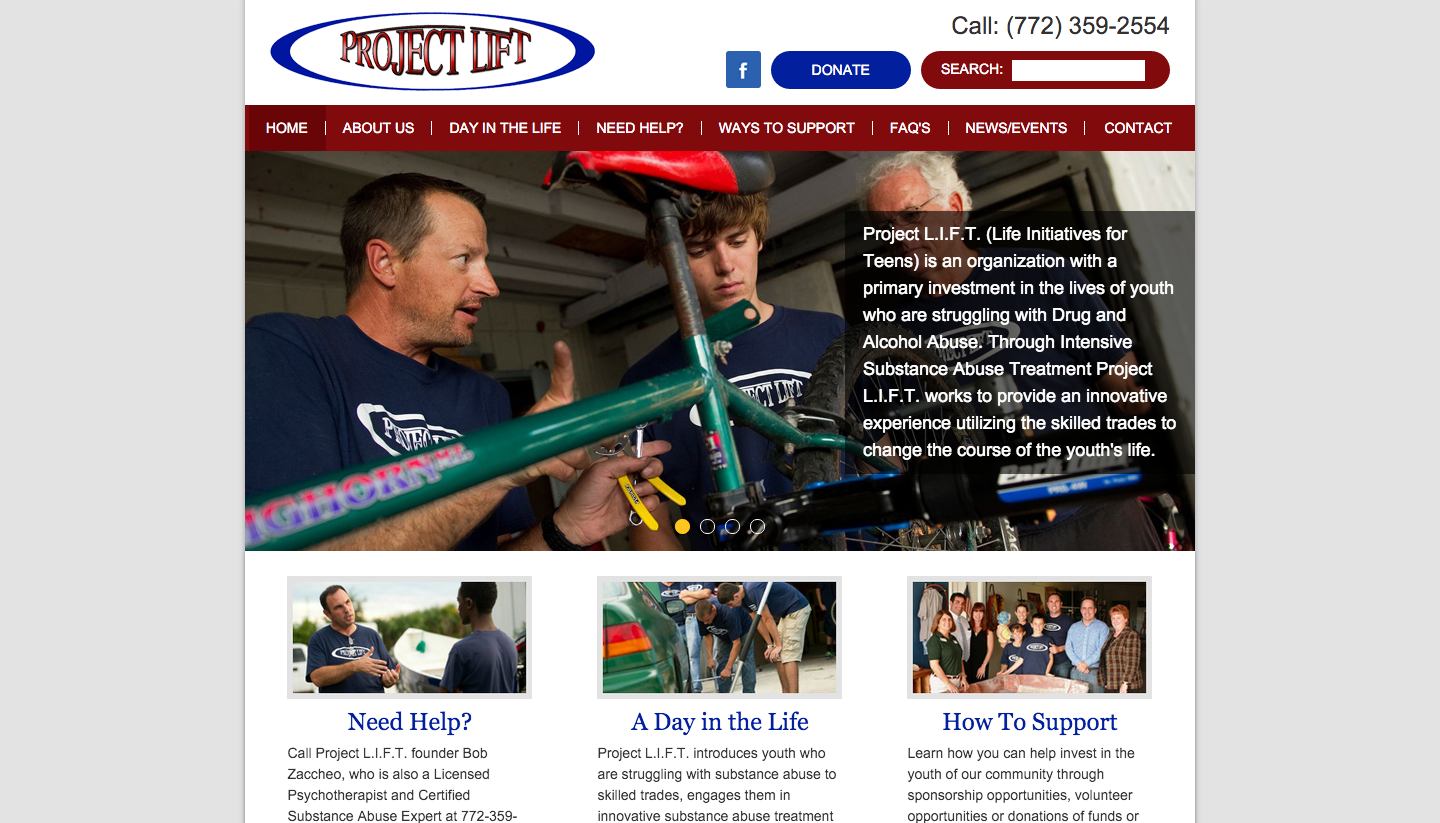 PROJECT LIFT
Call: (772) 359-2554
f
DONATE
SEARCH:
HOME
ABOUT US
DAY IN THE LIFE
NEED HELP?
WAYS TO SUPPORT
FAQ'S
NEWS/EVENTS
CONTACT
Project L.I.F.T. (Life Initiatives for
Teens) is an organization with a
primary investment in the lives of youth
who are struggling with Drug and
Alcohol Abuse. Through Intensive
Substance Abuse Treatment Project
L.I.F.T. works to provide an innovative
experience utilizing the skilled trades to
change the course of the youth's life.
PROJECT
PROJECT LIFT
IGHORN
PROJECT LIFT
Need Help?
Call Project L.I.F.T. founder Bob
Zaccheo, who is also a Licensed
Psychotherapist and Certified
Substance Abuse Expert at 772-359-
A Day in the Life
Project L.I.F.T. introduces youth who
are struggling with substance abuse to
skilled trades, engages them in
innovative substance abuse treatment
How To Support
Learn how you can help invest in the
youth of our community through
sponsorship opportunities, volunteer
opportunities or donations of funds or